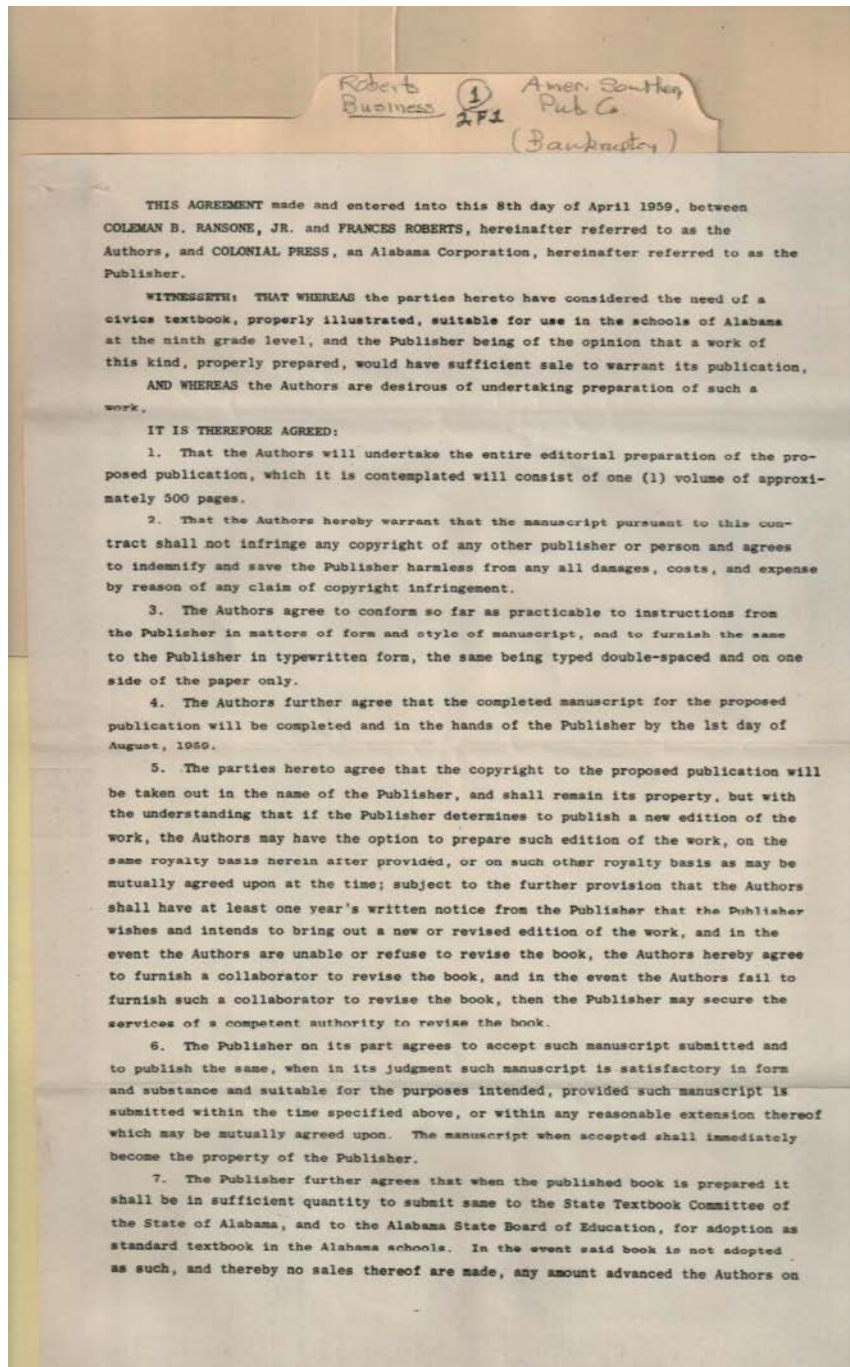 Roberts Business
1
2F1
Amer. Southern Pub Co.
(Bankruptcy)
THIS AGREEMENT made and entered into this 8th day of April 1959, between
COLEMAN B. RANSONE, JR. and FRANCES ROBERTS, hereinafter referred to as the
Authors, and COLONIAL PRESS, an Alabama Corporation, hereinafter referred to as the
Publisher.
WITNESSETH: THAT WHEREAS the parties hereto have considered the need of a
civics textbook, properly illustrated, suitable for use in the schools of Alabama
at the ninth grade level, and the Publisher being of the opinion that a work of
this kind, properly prepared, would have sufficient sale to warrant its publication,
AND WHEREAS the Authors are desirous of undertaking preparation of such a
work,
IT IS THEREFORE AGREED:
1. That the Authors will undertake the entire editorial preparation of the pro-
posed publication, which it is contemplated will consist of one (1) volume of approxi-
mately 500 pages.
2. That the Authors hereby warrant that the manuscript pursuant to this con-
tract shall not infringe any copyright of any other publisher or person and agrees
to indemnify and save the Publisher harmless from any all damages, costs, and expense
by reason of any claim of copyright infringement.
3. The Authors agree to conform so far as practicable to instructions from
the Publisher in matters of form and style of manuscript, and to furnish the same
to the Publisher in typewritten form, the same being typed double-spaced and on one
side of the paper only.
4. The Authors further agree that the completed manuscript for the proposed
publication will be completed and in the hands of the Publisher by the 1st day of
August, 1959.
5. The parties hereto agree that the copyright to the proposed publication will
be taken out in the name of the Publisher, and shall remain its property, but with
the understanding that if the Publisher determines to publish a new edition of the
work, the Authors may have the option to prepare such edition of the work, on the
same royalty basis herein after provided, or on such other royalty basis as may be
mutually agreed upon at the time; subject to the further provision that the Authors
shall have at least one year's written notice from the Publisher that the Publisher
wishes and intends to bring out a new or revised edition of the work, and in the
event the Authors are unable or refuse to revise the book, the Authors hereby agree
to furnish a collaborator to revise the book, and in the event the Authors fail to
furnish such a collaborator to revise the book, then the Publisher may secure the
services of a competent authority to revise the book.
6. The Publisher on its part agrees to accept such manuscript submitted and
to publish the same, when in its judgment such manuscript is satisfactory in form
and substance and suitable for the purposes intended, provided such manuscript is
submitted within the time specified above, or within any reasonable extension thereof
which may be mutually agreed upon. The manuscript when accepted shall immediately
become the property of the Publisher.
7. The Publisher further agrees that when the published book is prepared it
shall be in sufficient quantity to submit same to the State Textbook Committee of
the State of Alabama, and to the Alabama State Board of Education, for adoption as
standard textbook in the Alabama schools. In the event said book is not adopted
as such, and thereby no sales thereof are made, any amount advanced the Authors on